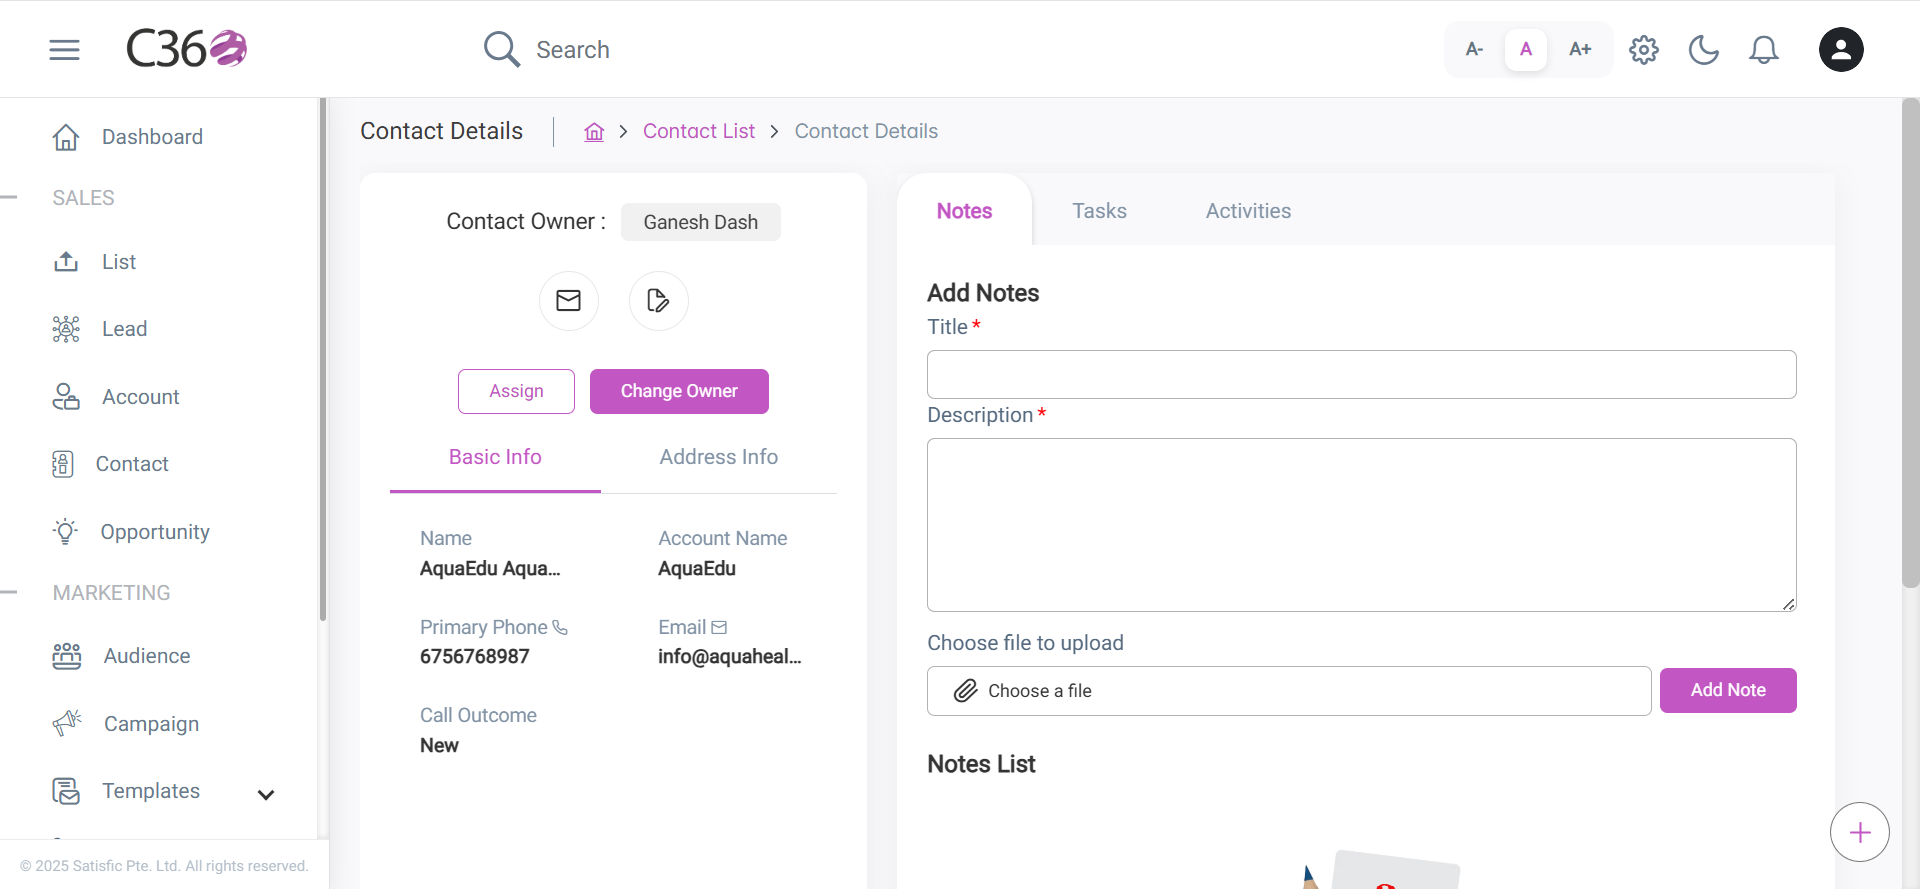 C360
Search
A-
A
A+
Dashboard
SALES
List
Lead
Account
Contact
Opportunity
MARKETING
Audience
Campaign
Templates
© 2025 Satisfic Pte. Ltd. All rights reserved.
Contact Details
Contact List
Contact Details
Contact Owner :
Ganesh Dash
Assign
Change Owner
Basic Info
Address Info
Name
AquaEdu Aqua...
Account Name
AquaEdu
Primary Phone
6756768987
Email
info@aquaheal...
Call Outcome
New
Notes
Tasks
Activities
Add Notes
Title *
Description *
Choose file to upload
Choose a file
Add Note
Notes List